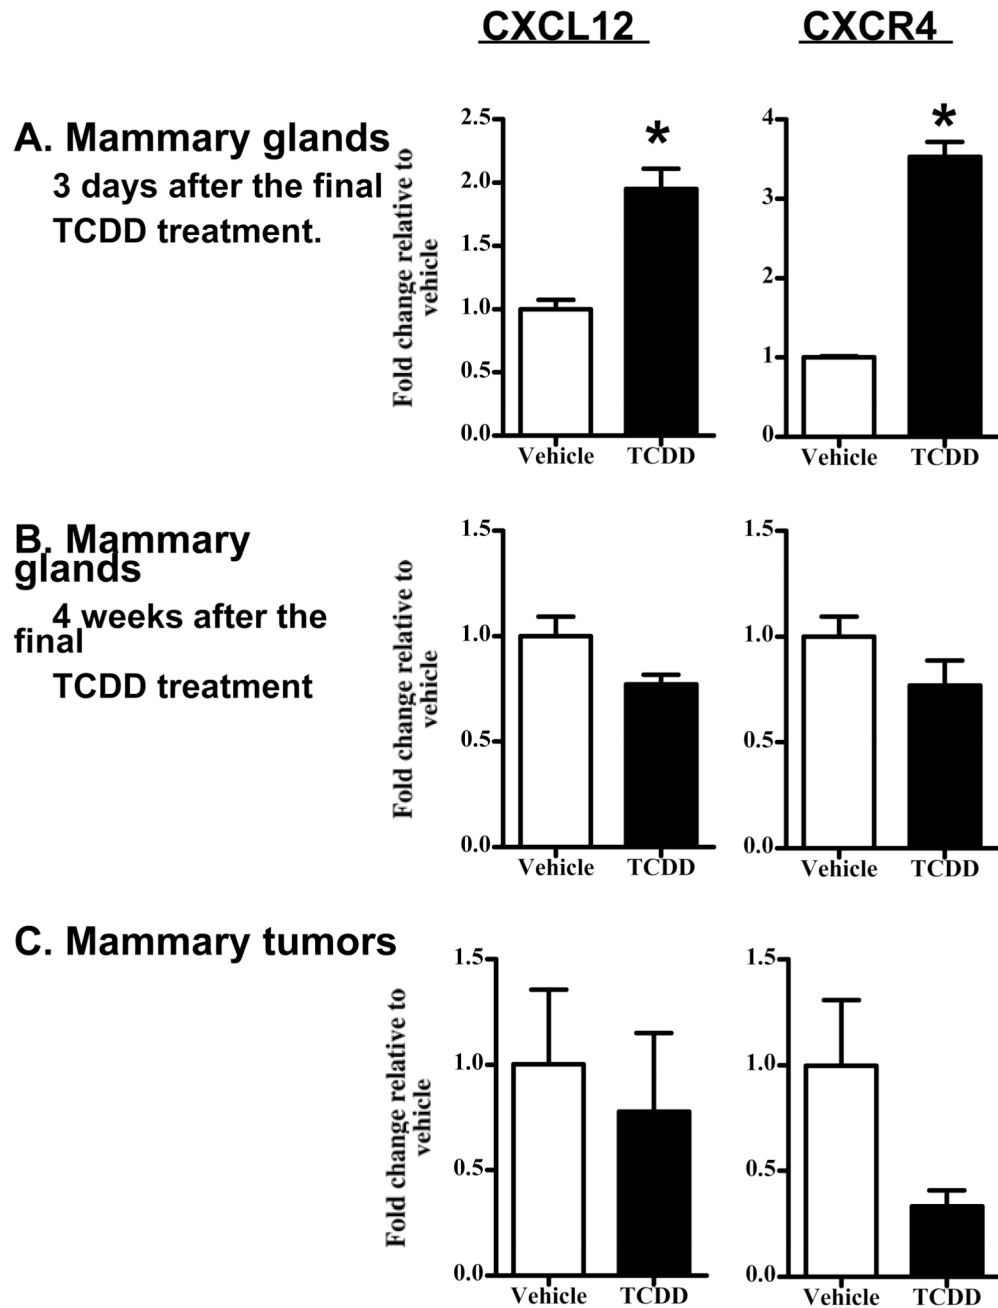 CXCL12
CXCR4
A. Mammary glands
3 days after the final
TCDD treatment.
Fold change relative to
vehicle
2.5
2.0
1.5
1.0
0.5
0.0
Vehicle
TCDD
*
4
3
2
1
0
Vehicle
TCDD
*
B. Mammary
glands
4 weeks after the
final
TCDD treatment
Fold change relative to
vehicle
1.5
1.0
0.5
0.0
Vehicle
TCDD
1.5
1.0
0.5
0.0
Vehicle
TCDD
C. Mammary tumors
Fold change relative to
vehicle
1.5
1.0
0.5
0.0
Vehicle
TCDD
1.5
1.0
0.5
0.0
Vehicle
TCDD